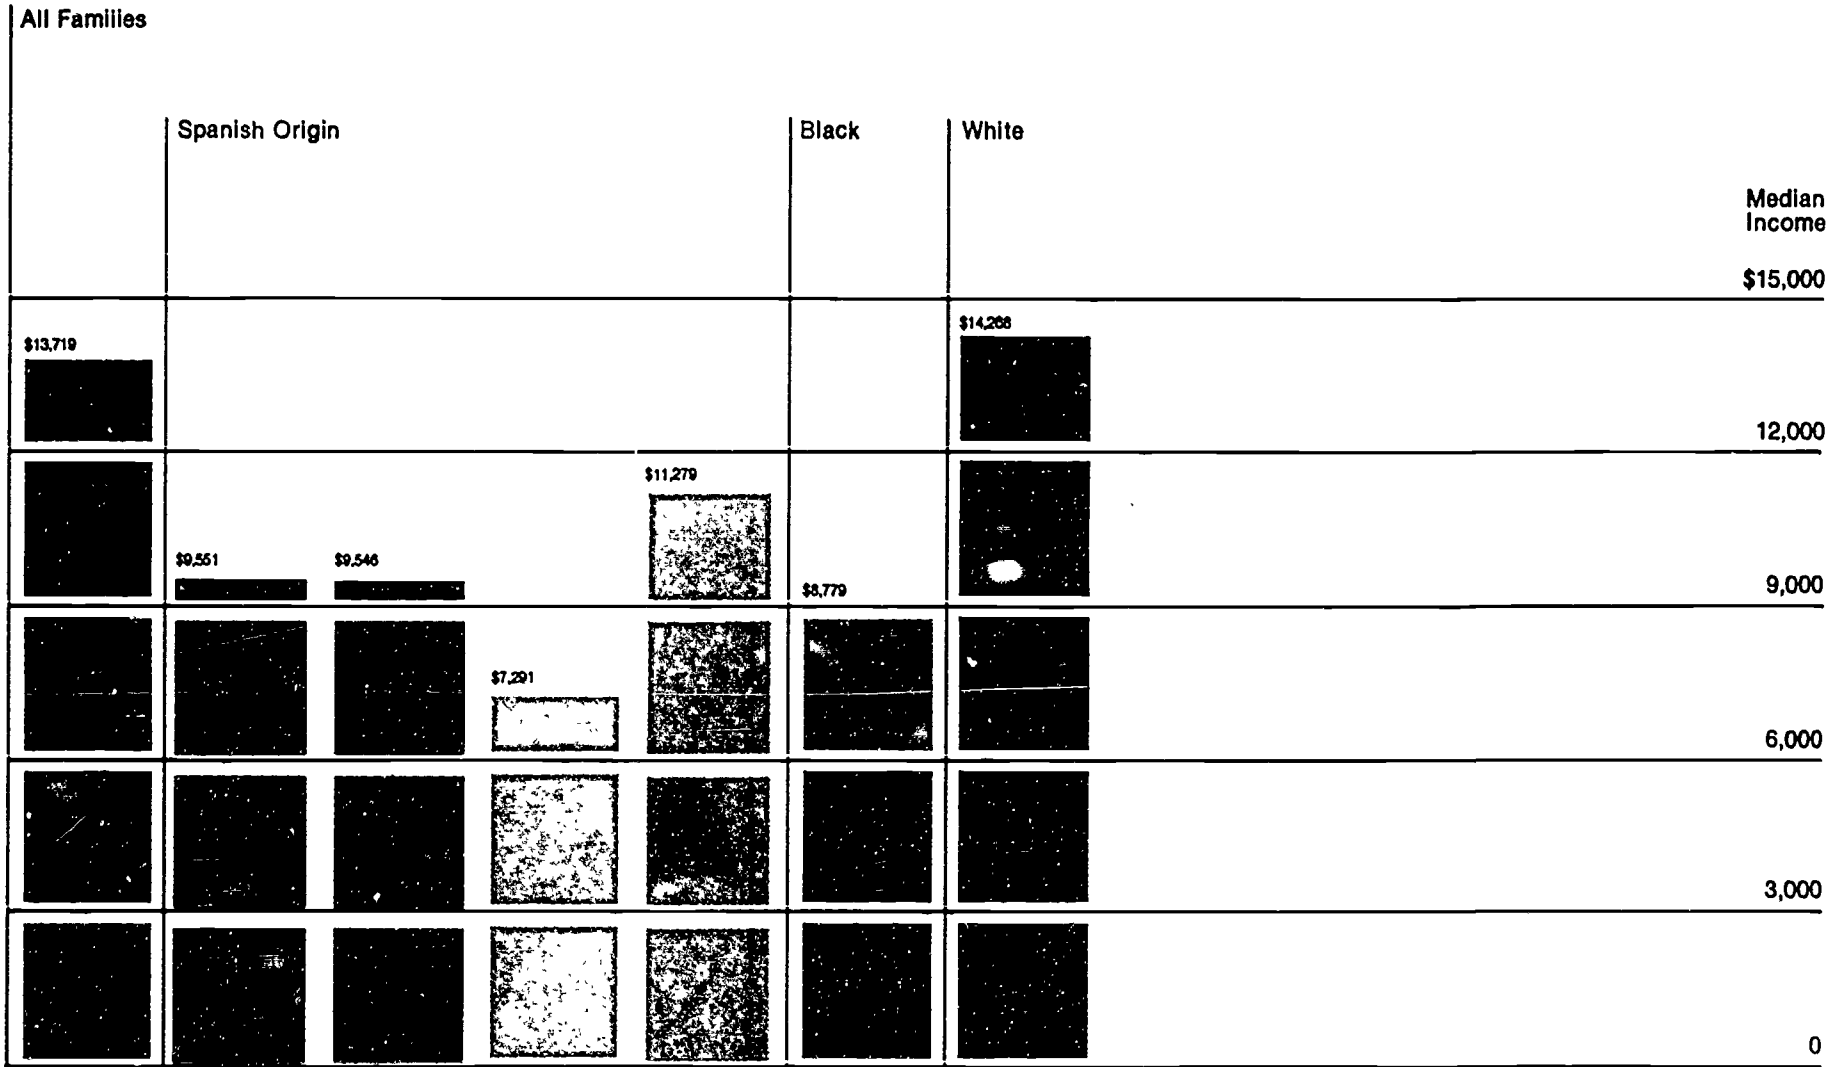 All Families
Spanish Origin
Black
White
Median
Income
$15,000
$13,719
$14,268
12,000
$11,279
$9,551
$9,546
$8,779
9,000
$7,291
6,000
3,000
0